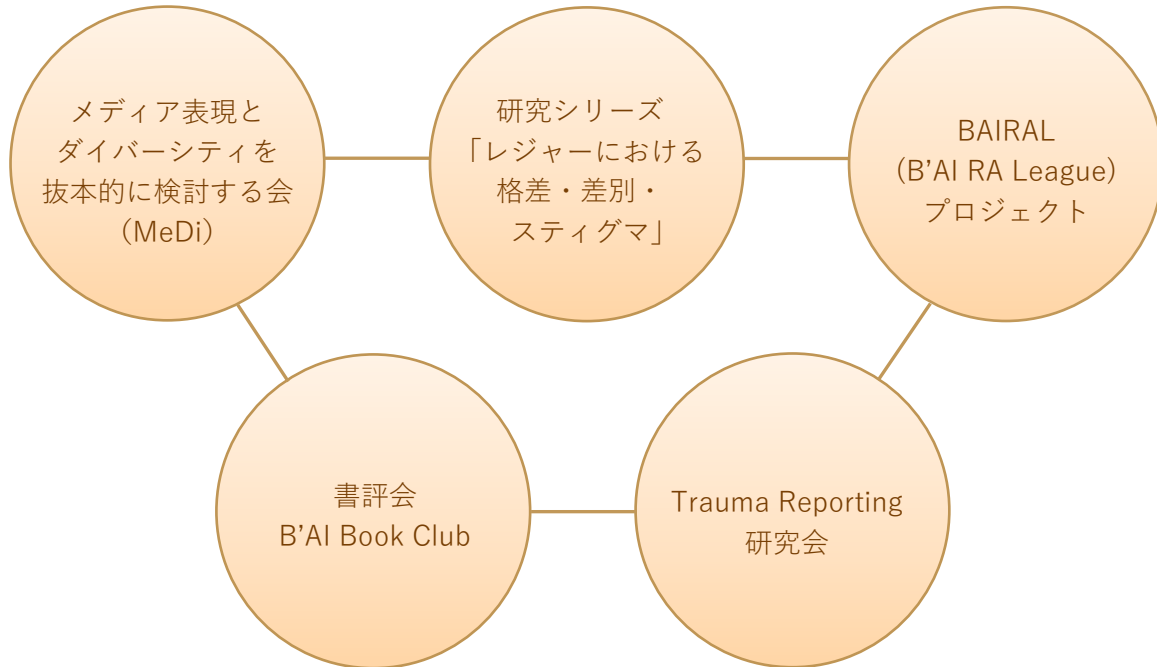 メディア表現と
ダイバーシティを
抜本的に検討する会
(MeDi)
研究シリーズ
「レジャーにおける
格差・差別・
スティグマ」
BAIRAL
(B’AI RA League)
プロジェクト
書評会
B’AI Book Club
Trauma Reporting
研究会